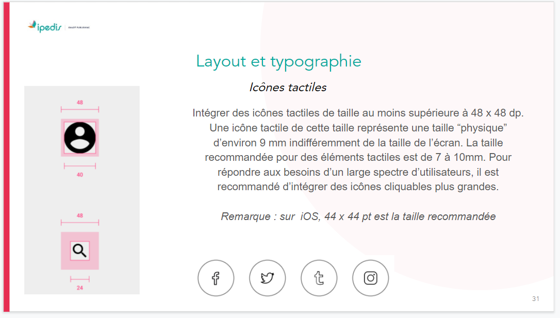 ipedis
Layout et typographie
Icônes tactiles
48
40
48
24
Intégrer des icônes tactiles de taille au moins supérieure à 48 x 48 dp.
Une icône tactile de cette taille représente une taille “physique”
d’environ 9 mm indifféremment de la taille de l’écran. La taille
recommandée pour des éléments tactiles est de 7 à 10mm. Pour
répondre aux besoins d’un large spectre d’utilisateurs, il est
recommandé d’intégrer des icônes cliquables plus grandes.
Remarque : sur iOS, 44 x 44 pt est la taille recommandée
31